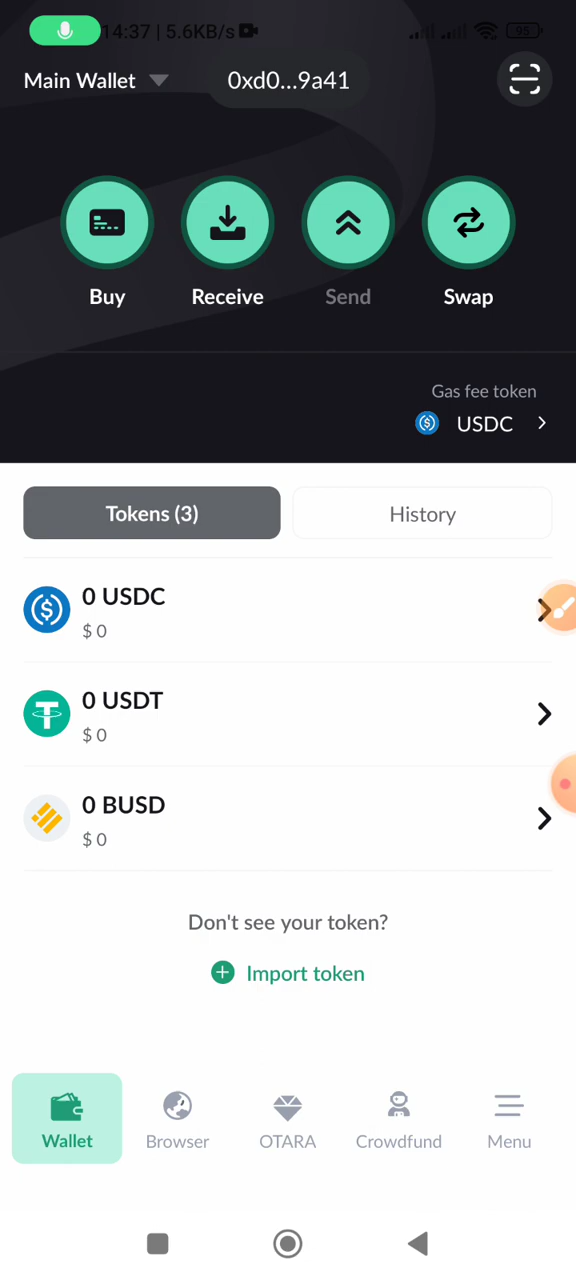 14:37 | 5.6KB/s
95
Main Wallet
0xd0...9a41
Buy
Receive
Send
Swap
Gas fee token
USDC
Tokens (3)
History
0 USDC
$ 0
0 USDT
$ 0
0 BUSD
$ 0
Don't see your token?
Import token
Wallet
Browser
OTARA
Crowdfund
Menu